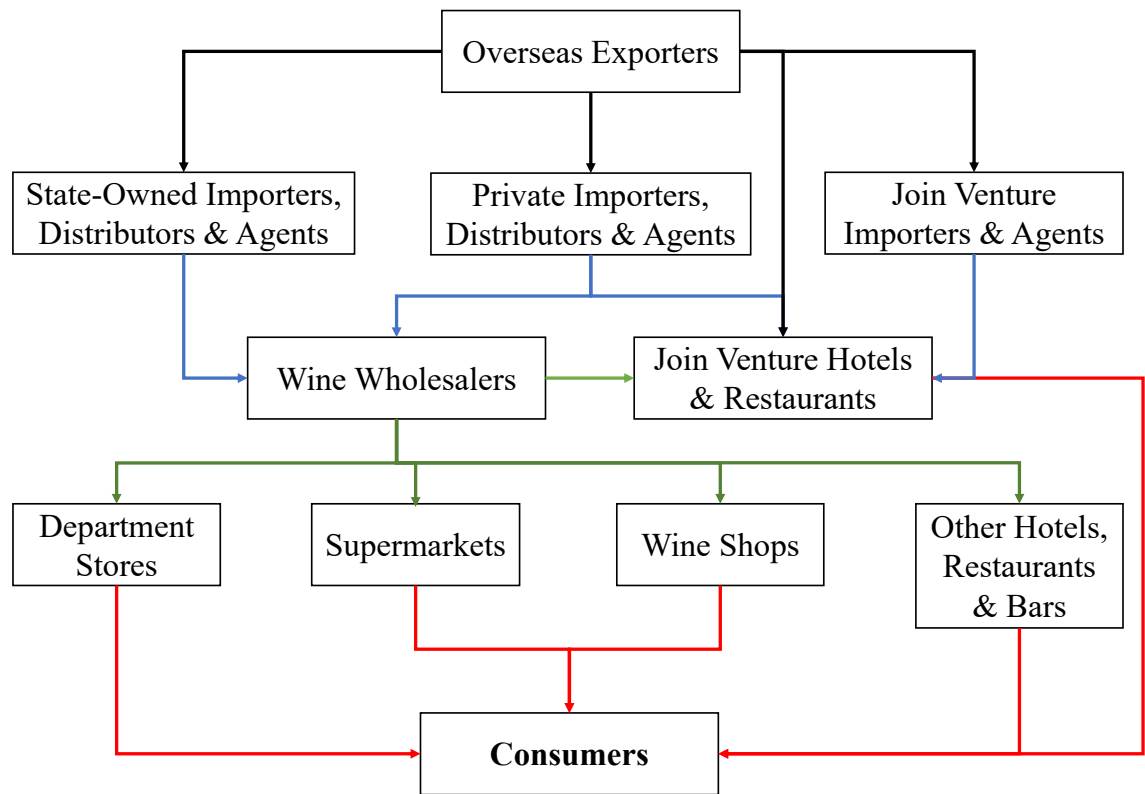 Overseas Exporters
State-Owned Importers,
Distributors & Agents
Private Importers,
Distributors & Agents
Join Venture
Importers & Agents
Wine Wholesalers
Join Venture Hotels
& Restaurants
Department
Stores
Supermarkets
Wine Shops
Other Hotels,
Restaurants
& Bars
Consumers